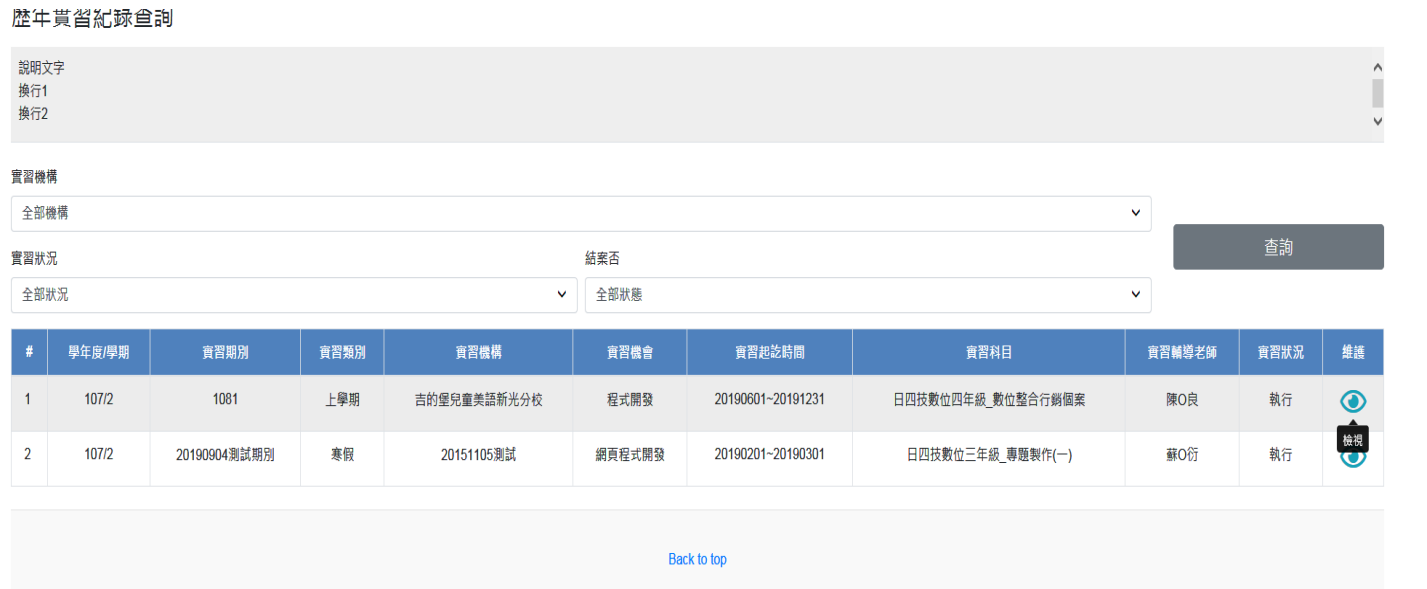 歷年實習紀錄查詢
說明文字
換行1
換行2
實習機構
全部機構
查詢
實習狀況 結案否
全部狀況 全部狀態
# 學年度/學期 實習期別 實習類別 實習機構 實習機會 實習起訖時間 實習科目 實習輔導老師 實習狀況 維護
1 107/2 1081 上學期 吉的堡兒童美語新光分校 程式開發 20190601~20191231 日四技數位四年級_數位整合行銷個案 陳O良 執行
檢視
2 107/2 20190904測試期別 寒假 20151105測試 網頁程式開發 20190201~20190301 日四技數位三年級_專題製作(一) 蘇O衍 執行
Back to top